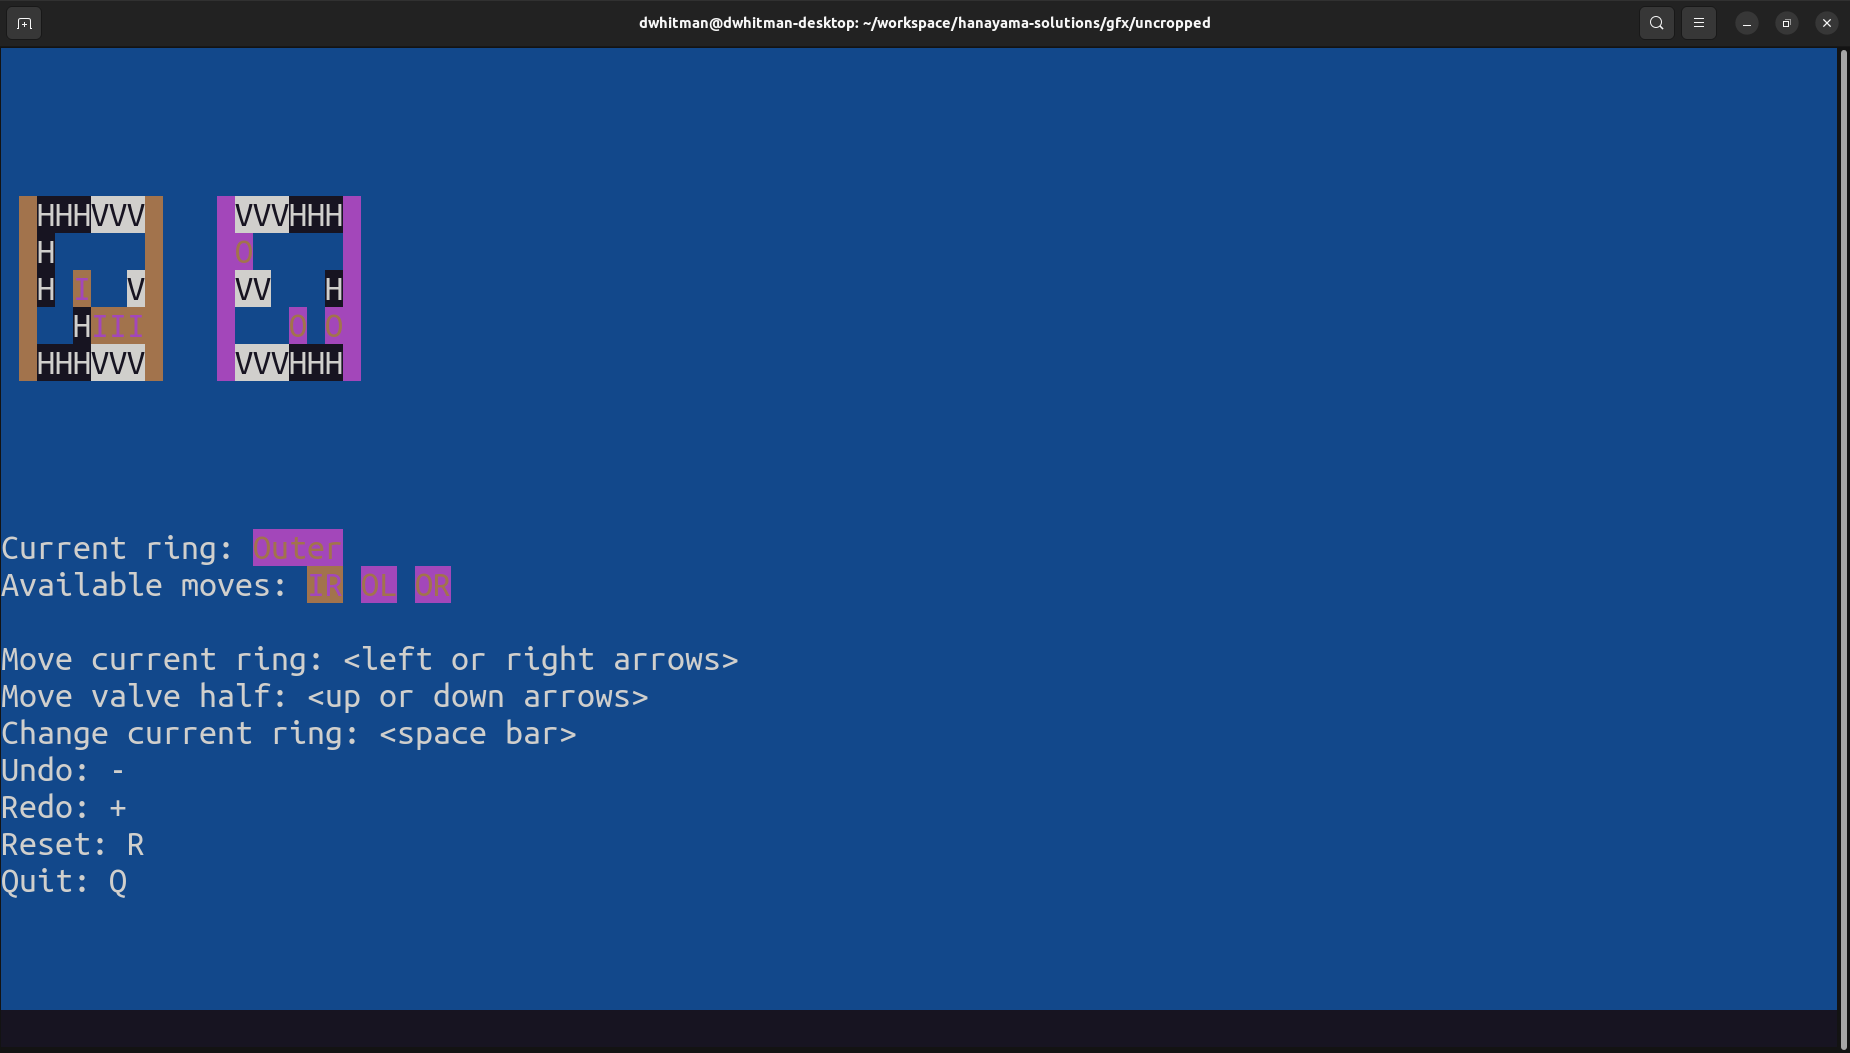 dwhitman@dwhitman-desktop: ~/workspace/hanayama-solutions/gfx/uncropped
HHHVVV VVVHHH
H O
H I V VV H
HIII O O
HHHVVV VVVHHH
Current ring: Outer
Available moves: IR OL OR
Move current ring: <left or right arrows>
Move valve half: <up or down arrows>
Change current ring: <space bar>
Undo: -
Redo: +
Reset: R
Quit: Q